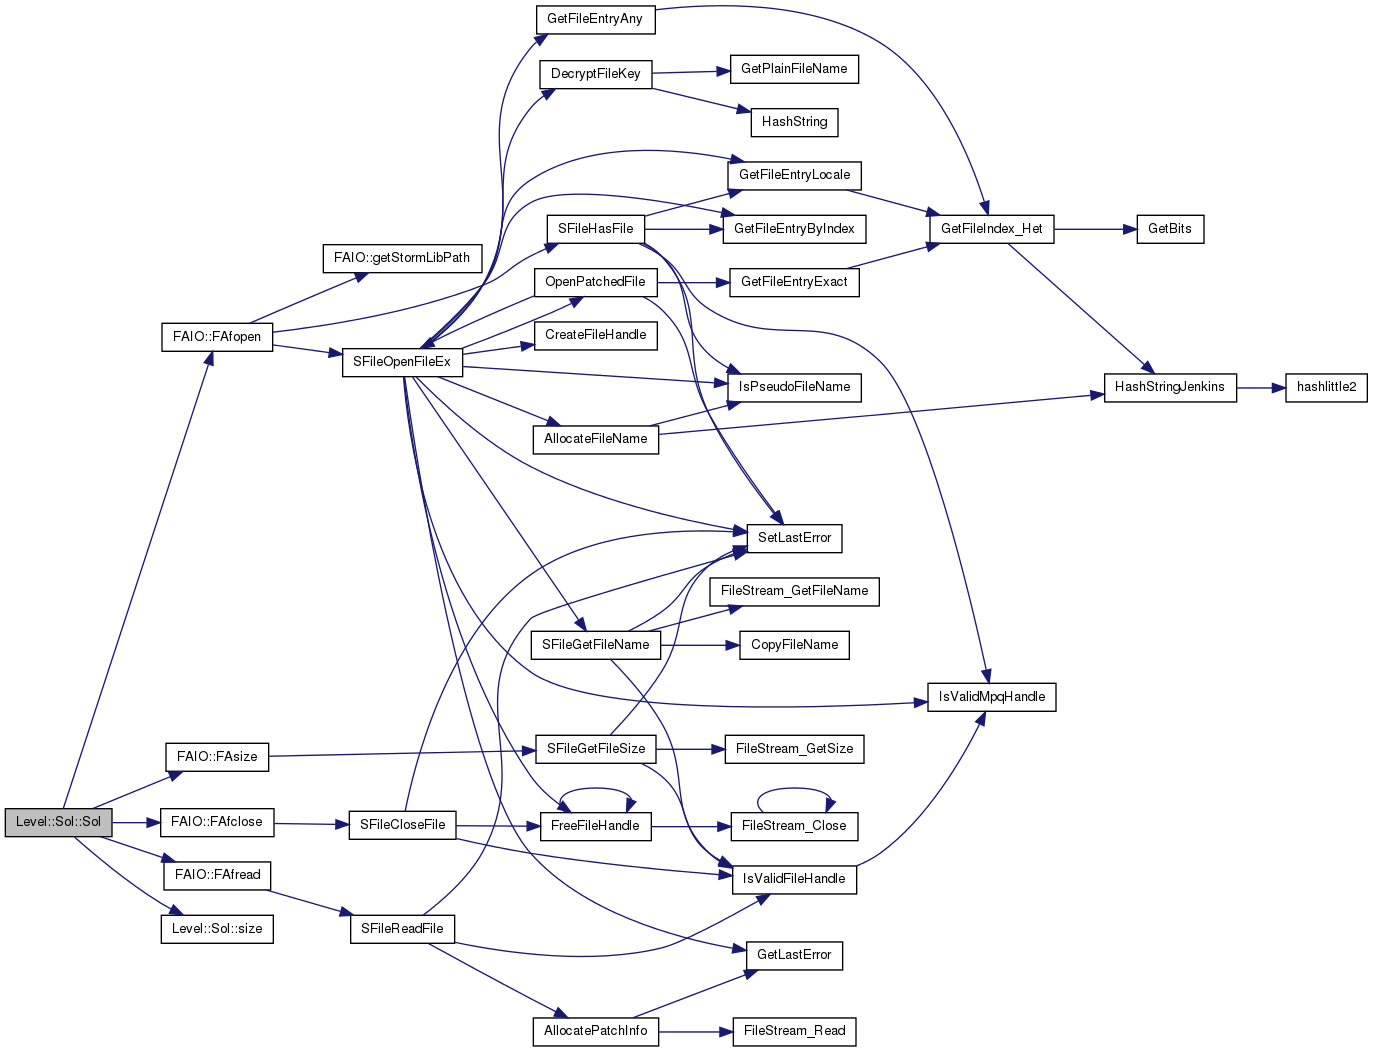 GetFileEntryAny
DecryptFileKey
GetPlainFileName
HashString
GetFileEntryLocale
SFileHasFile
GetFileEntryByIndex
GetFileIndex_Het
GetBits
FAIO::getStormLibPath
OpenPatchedFile
GetFileEntryExact
FAIO::FAfopen
CreateFileHandle
SFileOpenFileEx
IsPseudoFileName
HashStringJenkins
hashlittle2
AllocateFileName
SetLastError
FileStream_GetFileName
SFileGetFileName
CopyFileName
IsValidMpqHandle
FAIO::FAsize
SFileGetFileSize
FileStream_GetSize
Level::Sol::Sol
FAIO::FAfclose
SFileCloseFile
FreeFileHandle
FileStream_Close
FAIO::FAfread
IsValidFileHandle
Level::Sol::size
SFileReadFile
GetLastError
AllocatePatchInfo
FileStream_Read